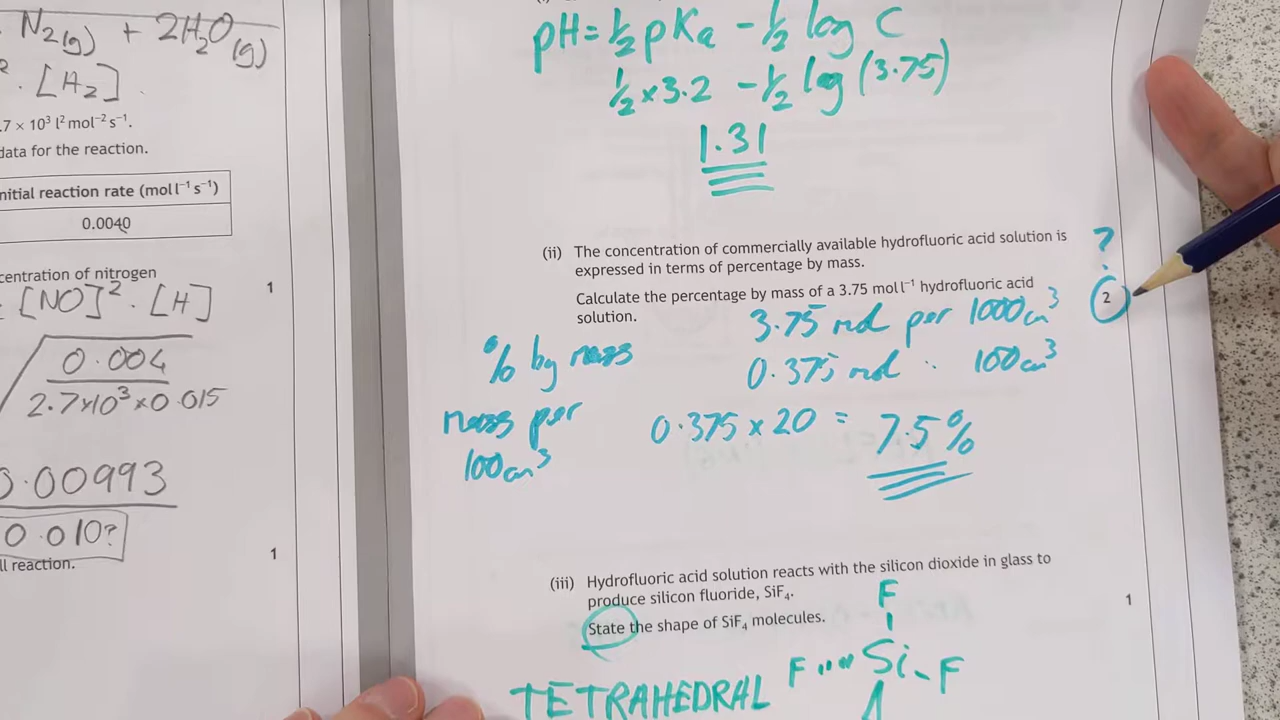 N₂(g) + 2H₂O(g)
· [H₂].
.7 × 10³ l² mol⁻² s⁻¹.
data for the reaction.
nitial reaction rate (mol l⁻¹ s⁻¹)
0.0040
centration of nitrogen
1
[NO]² · [H]
0.004
2.7×10³×0.015
0.00993
0.010?
1
ll reaction.
pH = ½ pKa - ½ log C
½ × 3.2 - ½ log (3.75)
1.31
(ii) The concentration of commercially available hydrofluoric acid solution is
expressed in terms of percentage by mass.
?
Calculate the percentage by mass of a 3.75 mol l⁻¹ hydrofluoric acid
solution.
2
3.75 mol per 1000cm³
% by mass
0.375 mol .. 100cm³
mass per
100cm³
0.375 × 20 = 7.5%
(iii) Hydrofluoric acid solution reacts with the silicon dioxide in glass to
produce silicon fluoride, SiF₄.
1
State the shape of SiF₄ molecules.
F
F Si F
TETRAHEDRAL